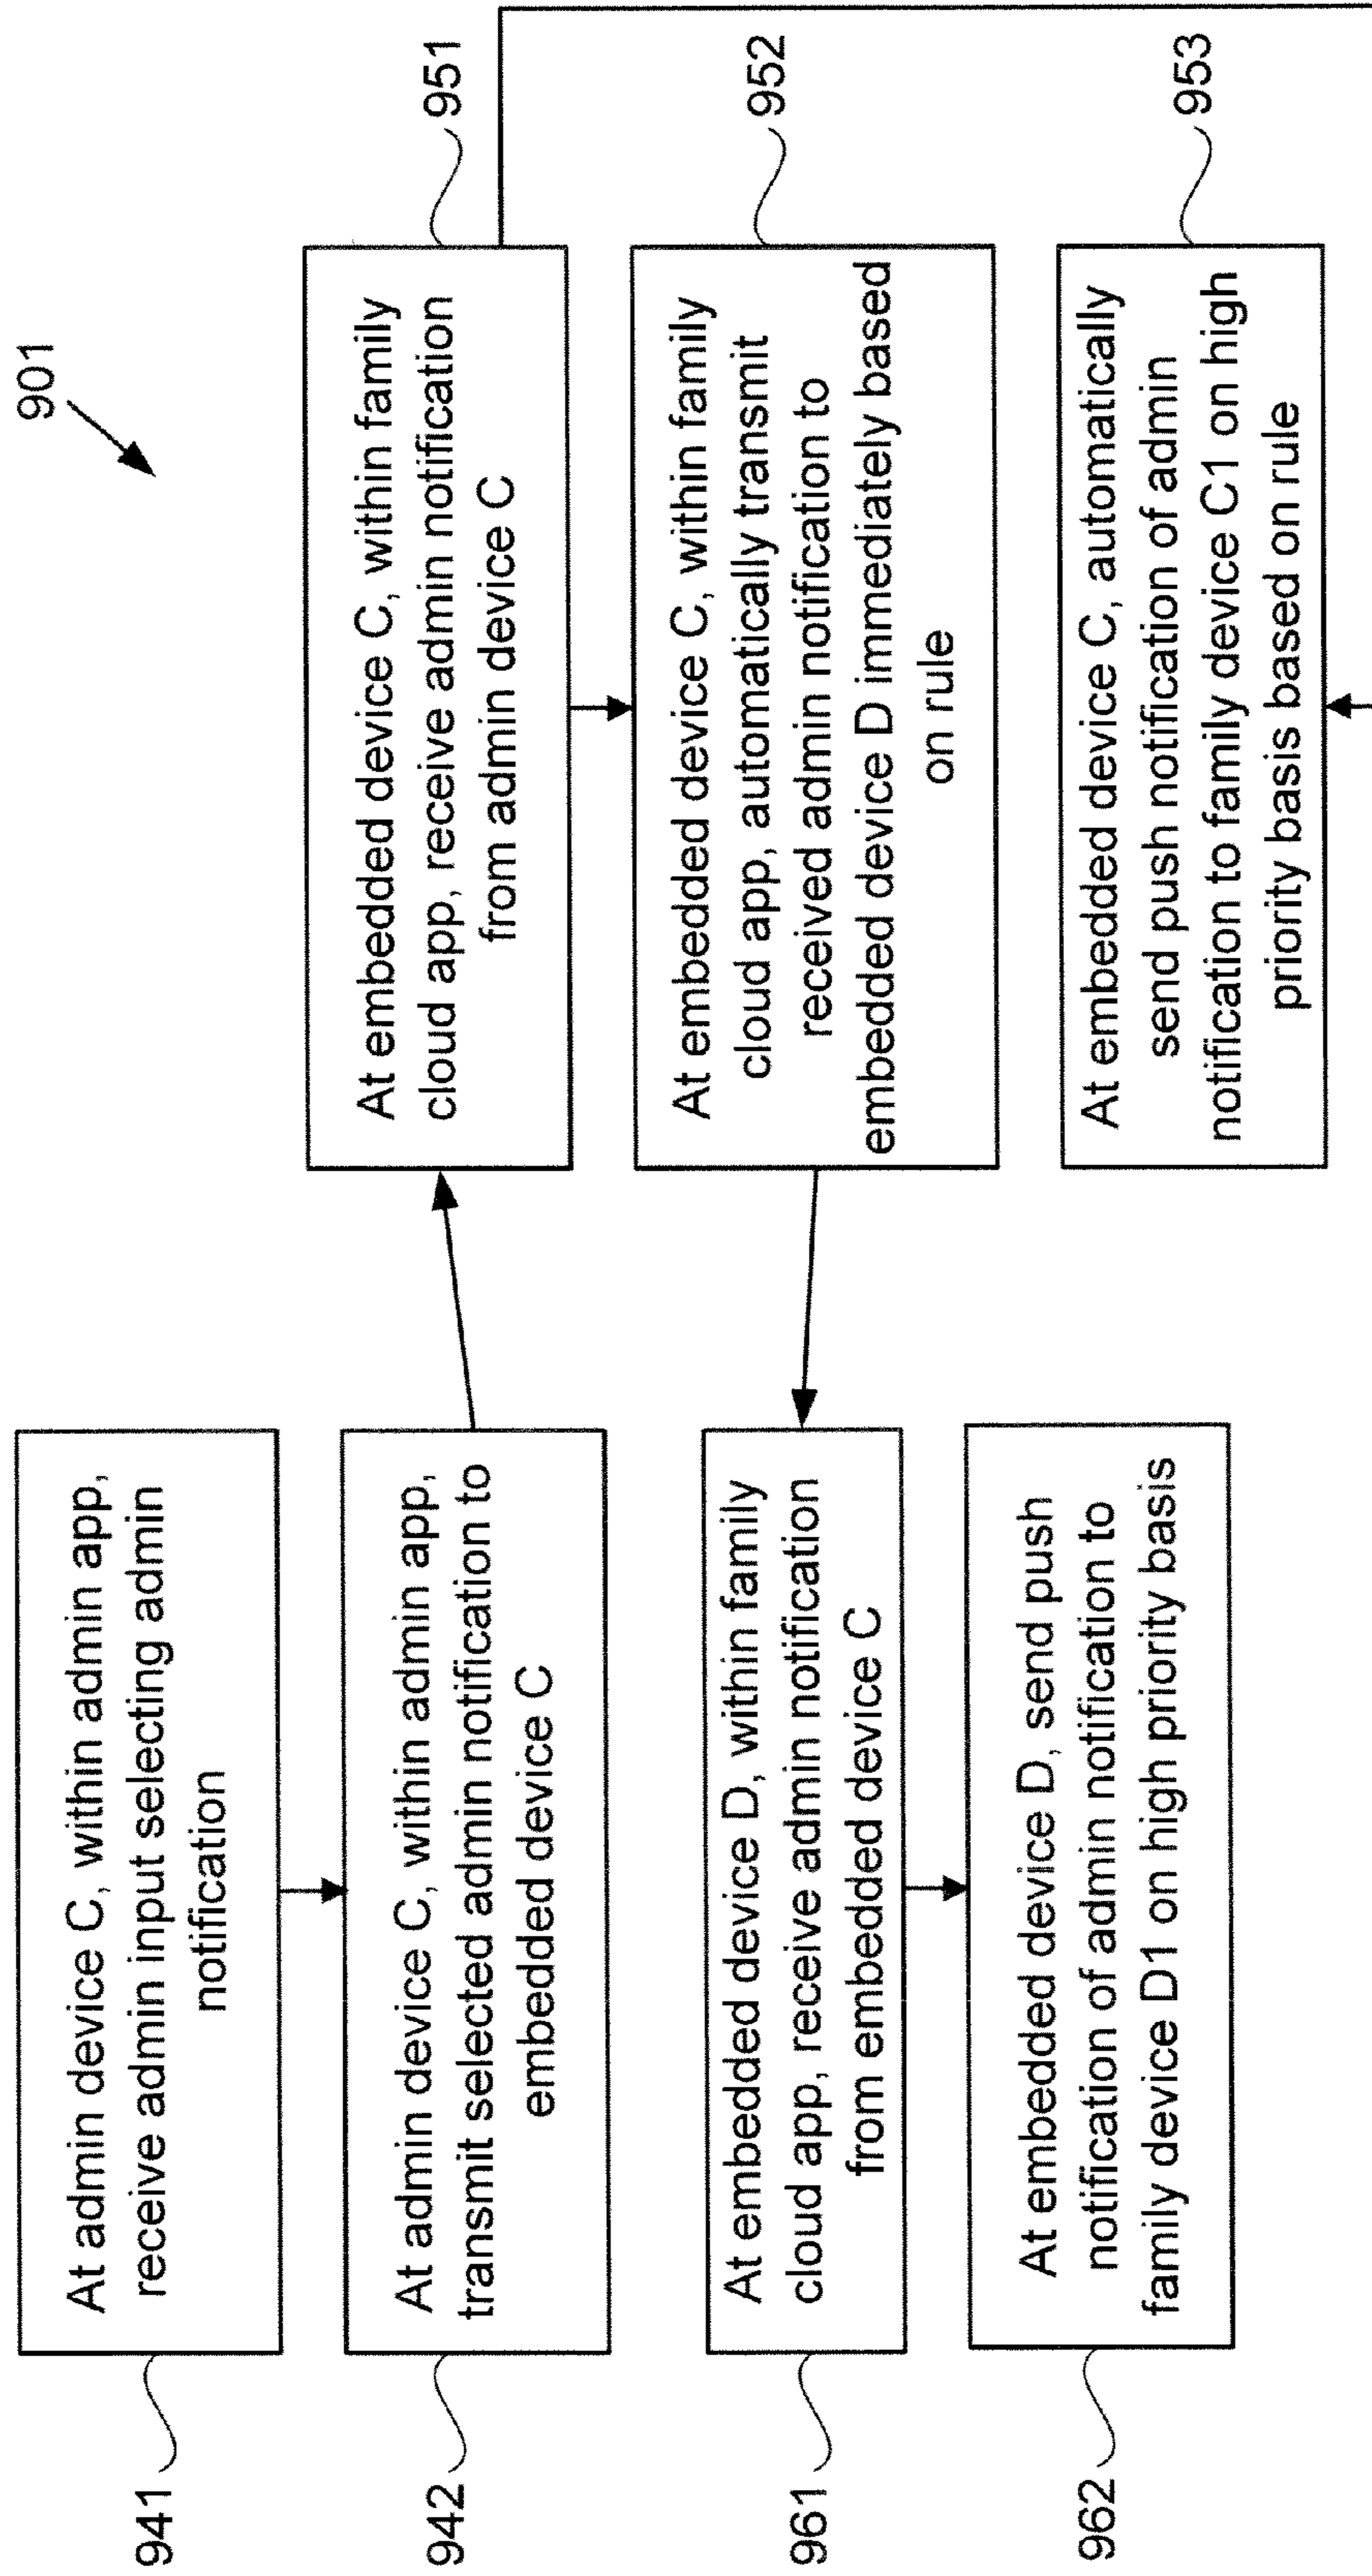 901
941
At admin device C, within admin app,
receive admin input selecting admin
notification
942
At admin device C, within admin app,
transmit selected admin notification to
embedded device C
951
At embedded device C, within family
cloud app, receive admin notification
from admin device C
952
At embedded device C, within family
cloud app, automatically transmit
received admin notification to
embedded device D immediately based
on rule
953
At embedded device C, automatically
send push notification of admin
notification to family device C1 on high
priority basis based on rule
961
At embedded device D, within family
cloud app, receive admin notification
from embedded device C
962
At embedded device D, send push
notification of admin notification to
family device D1 on high priority basis